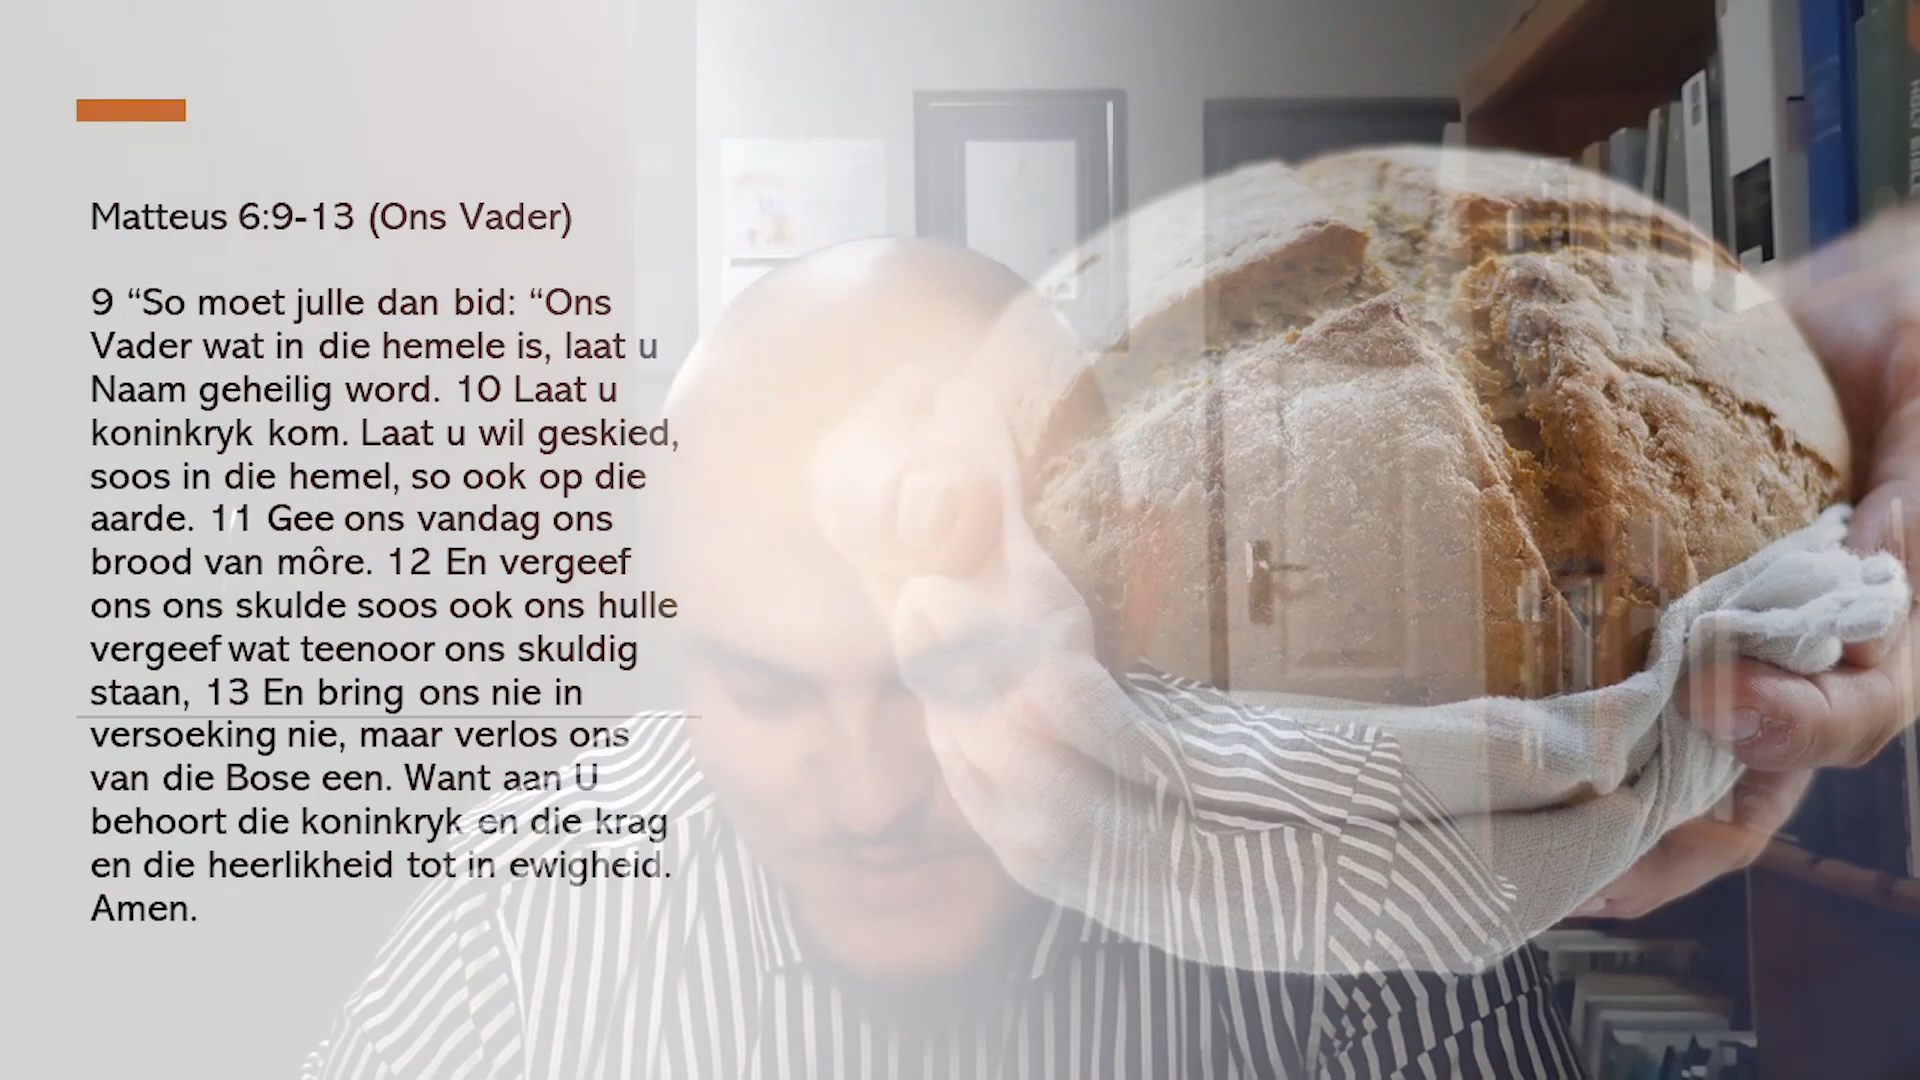 Matteus 6:9-13 (Ons Vader)
9 “So moet julle dan bid: “Ons
Vader wat in die hemele is, laat u
Naam geheilig word. 10 Laat u
koninkryk kom. Laat u wil geskied,
soos in die hemel, so ook op die
aarde. 11 Gee ons vandag ons
brood van môre. 12 En vergeef
ons ons skulde soos ook ons hulle
vergeef wat teenoor ons skuldig
staan, 13 En bring ons nie in
versoeking nie, maar verlos ons
van die Bose een. Want aan U
behoort die koninkryk en die krag
en die heerlikheid tot in ewigheid.
Amen.